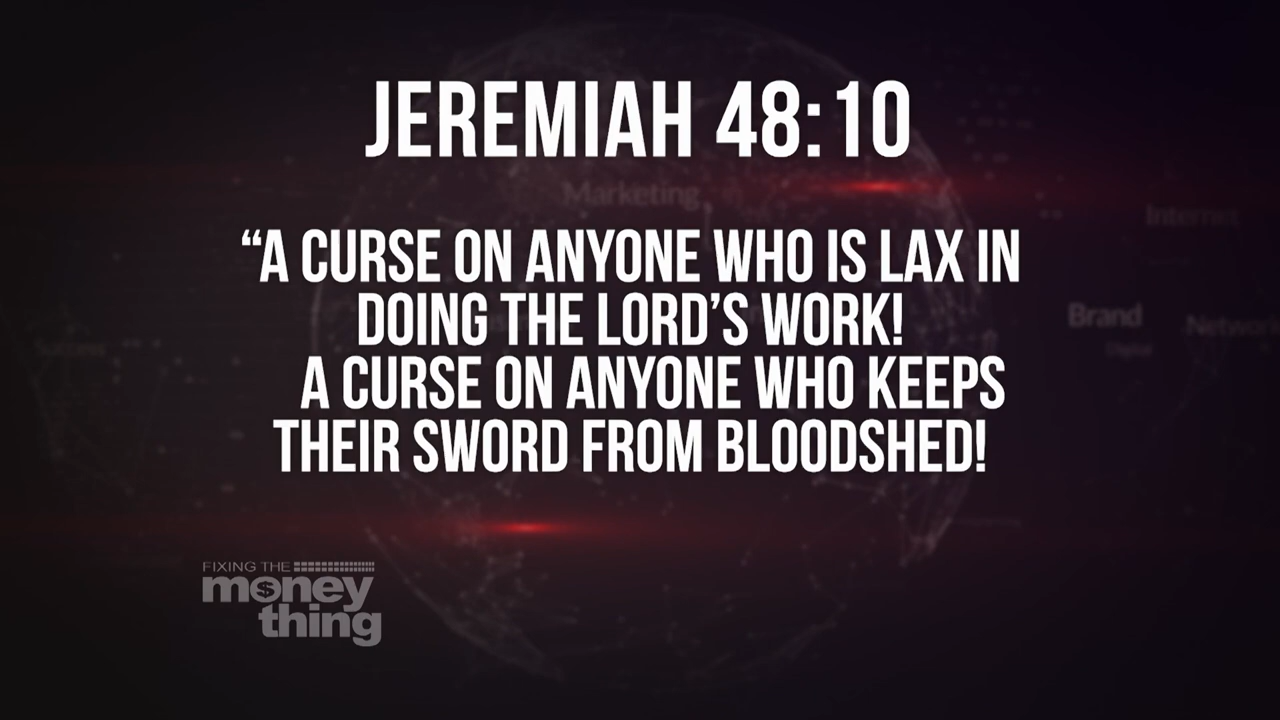 JEREMIAH 48:10
Marketing
Internet
“A CURSE ON ANYONE WHO IS LAX IN
DOING THE LORD’S WORK!
Brand
A CURSE ON ANYONE WHO KEEPS
THEIR SWORD FROM BLOODSHED!
FIXING THE
money
thing